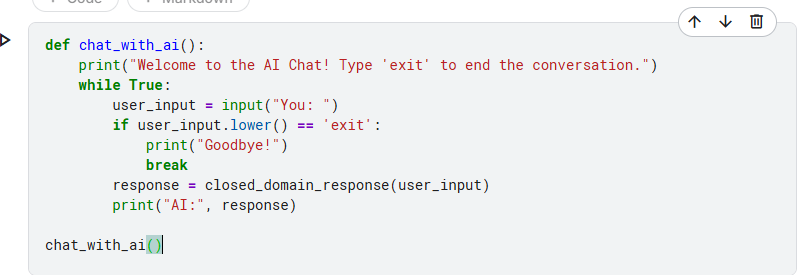 + Code + Markdown
def chat_with_ai():
    print("Welcome to the AI Chat! Type 'exit' to end the conversation.")
    while True:
        user_input = input("You: ")
        if user_input.lower() == 'exit':
            print("Goodbye!")
            break
        response = closed_domain_response(user_input)
        print("AI:", response)

chat_with_ai()